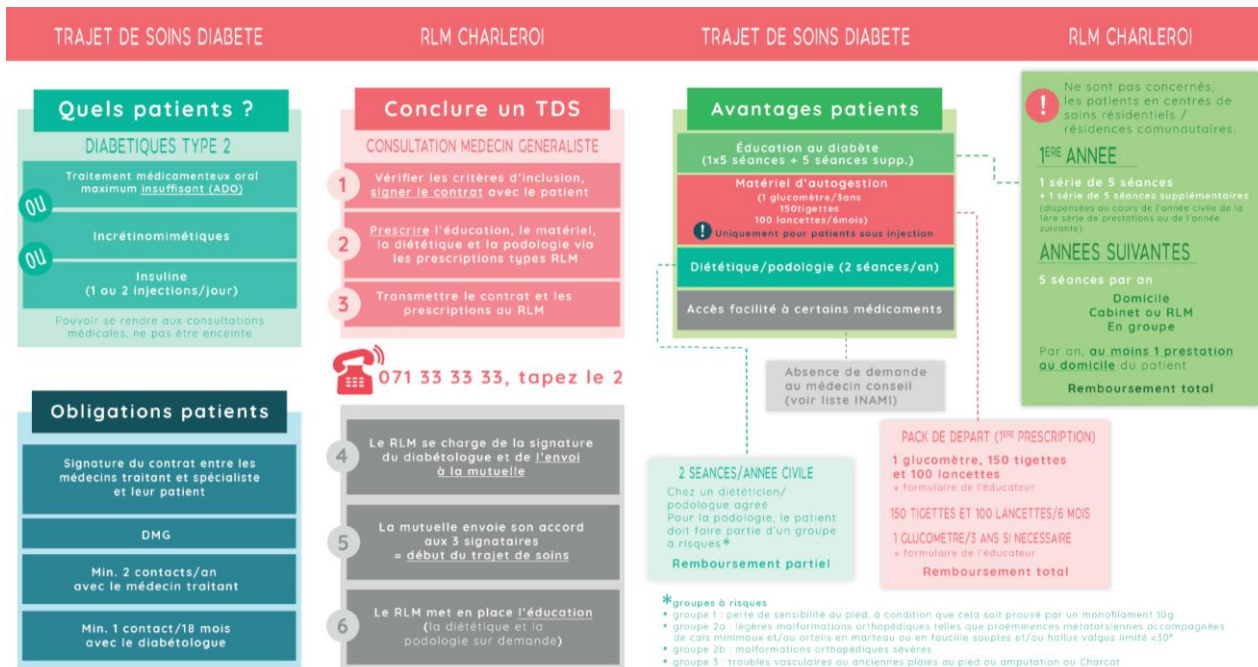 TRAJET DE SOINS DIABETE
RLM CHARLEROI
TRAJET DE SOINS DIABETE
RLM CHARLEROI
Quels patients ?
DIABETIQUES TYPE 2
Traitement médicamenteux oral
maximum insuffisant (ADO)
OU
Incrétinomimétiques
OU
Insuline
(1 ou 2 injections/jour)
Pouvoir se rendre aux consultations
médicales, ne pas être enceinte
Obligations patients
Signature du contrat entre les
médecins traitant et spécialiste
et leur patient
DMG
Min. 2 contacts/an
avec le médecin traitant
Min. 1 contact/18 mois
avec le diabétologue
Conclure un TDS
CONSULTATION MEDECIN GENERALISTE
1
Vérifier les critères d'inclusion,
signer le contrat avec le patient
2
Prescrire l'éducation, le matériel,
la diététique et la podologie via
les prescriptions types RLM
3
Transmettre le contrat et les
prescriptions au RLM
071 33 33 33, tapez le 2
4
Le RLM se charge de la signature
du diabétologue et de l'envoi
à la mutuelle
5
La mutuelle envoie son accord
aux 3 signataires
= début du trajet de soins
6
Le RLM met en place l'éducation
(la diététique et la
podologie sur demande)
Avantages patients
Éducation au diabète
(1x5 séances + 5 séances supp.)
Matériel d'autogestion
(1 glucomètre/3ans
150tigettes
100 lancettes/6mois)
! Uniquement pour patients sous injection
Diététique/podologie (2 séances/an)
Accès facilité à certains médicaments
Absence de demande
au médecin conseil
(voir liste INAMI)
2 SEANCES/ANNEE CIVILE
Chez un diététicien/
podologue agréé
Pour la podologie, le patient
doit faire partie d'un groupe
à risques*
Remboursement partiel
!
Ne sont pas concernés,
les patients en centres de
soins résidentiels /
résidences comunautaires.
1ERE ANNEE
1 série de 5 séances
+ 1 série de 5 séances supplémentaires
(dispensées au cours de l'année civile de la
1ère série de prestations ou de l'année
suivante)
ANNEES SUIVANTES
5 séances par an
Domicile
Cabinet ou RLM
En groupe
Par an, au moins 1 prestation
au domicile du patient
Remboursement total
PACK DE DEPART (1ERE PRESCRIPTION)
1 glucomètre, 150 tigettes
et 100 lancettes
+ formulaire de l'éducateur
150 TIGETTES ET 100 LANCETTES/6 MOIS
1 GLUCOMETRE/3 ANS SI NECESSAIRE
+ formulaire de l'éducateur
Remboursement total
*groupes à risques
• groupe 1 : perte de sensibilité au pied, à condition que cela soit prouvé par un monofilament 10g
• groupe 2a : légères malformations orthopédiques telles que proéminences métatarsiennes accompagnées
de cals minimaux et/ou orteils en marteau ou en faucille souples et/ou hallux valgus limité <30°
• groupe 2b : malformations orthopédiques sévères
• groupe 3 : troubles vasculaires ou anciennes plaies au pied ou amputation ou Charcot